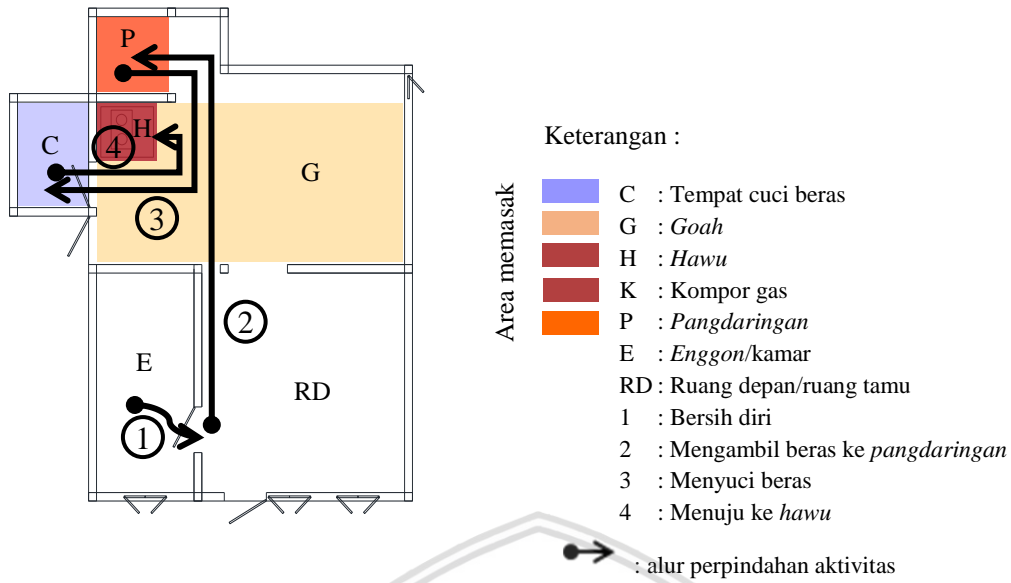 P
C
H
4
G
3
2
E
RD
1
Keterangan :
Area memasak
C : Tempat cuci beras
G : Goah
H : Hawu
K : Kompor gas
P : Pangdaringan
E : Enggon/kamar
RD : Ruang depan/ruang tamu
1 : Bersih diri
2 : Mengambil beras ke pangdaringan
3 : Menyuci beras
4 : Menuju ke hawu
: alur perpindahan aktivitas